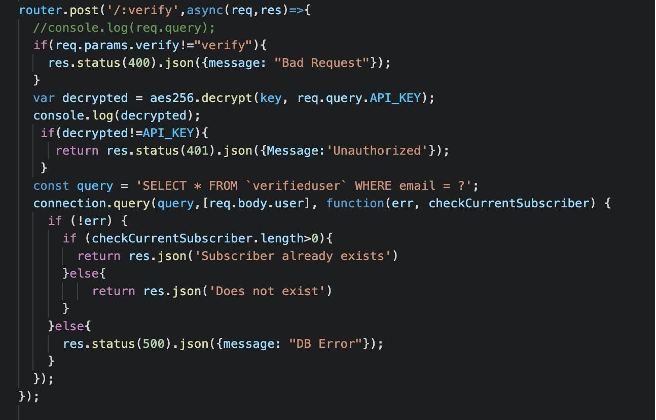 router.post('/:verify',async(req,res)=>{
//console.log(req.query);
if(req.params.verify!="verify"){
res.status(400).json({message: "Bad Request"});
}
var decrypted = aes256.decrypt(key, req.query.API_KEY);
console.log(decrypted);
if(decrypted!=API_KEY){
return res.status(401).json({Message:'Unauthorized'});
}
const query = 'SELECT * FROM `verifieduser` WHERE email = ?';
connection.query(query,[req.body.user], function(err, checkCurrentSubscriber) {
if (!err) {
if (checkCurrentSubscriber.length>0){
return res.json('Subscriber already exists')
}else{
return res.json('Does not exist')
}
}else{
res.status(500).json({message: "DB Error"});
}
});
});